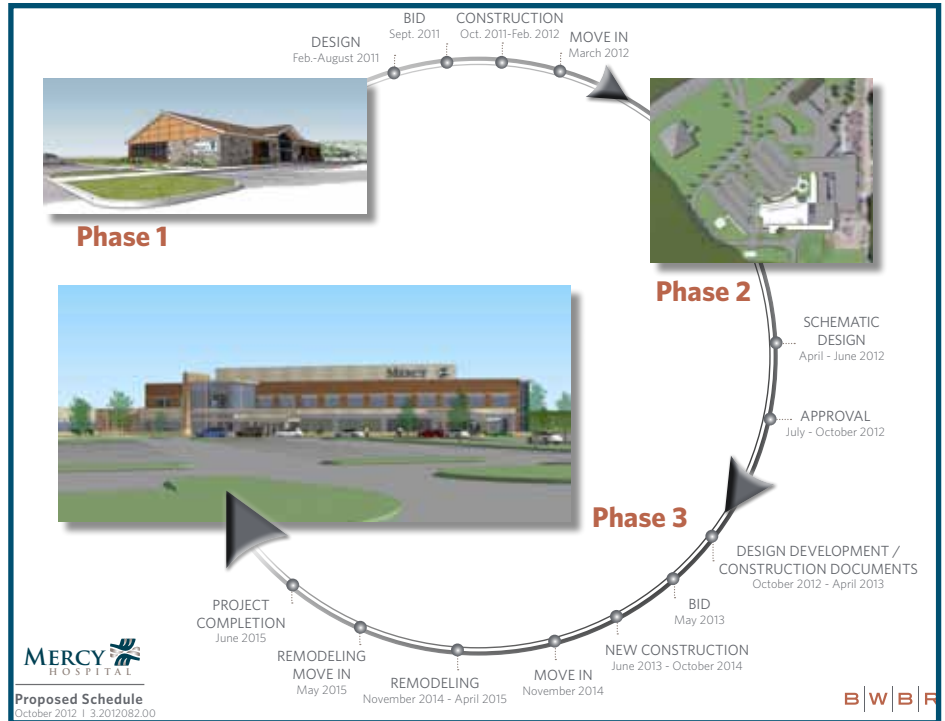 DESIGN
Feb.-August 2011
BID
Sept. 2011
CONSTRUCTION
Oct. 2011-Feb. 2012
MOVE IN
March 2012
Phase 1
Phase 2
SCHEMATIC
DESIGN
April - June 2012
APPROVAL
July - October 2012
MERCY
Phase 3
DESIGN DEVELOPMENT /
CONSTRUCTION DOCUMENTS
October 2012 - April 2013
BID
May 2013
NEW CONSTRUCTION
June 2013 - October 2014
MOVE IN
November 2014
REMODELING
November 2014 - April 2015
REMODELING
MOVE IN
May 2015
PROJECT
COMPLETION
June 2015
MERCY
HOSPITAL
Proposed Schedule
October 2012 | 3.2012082.00
B|W|B|R